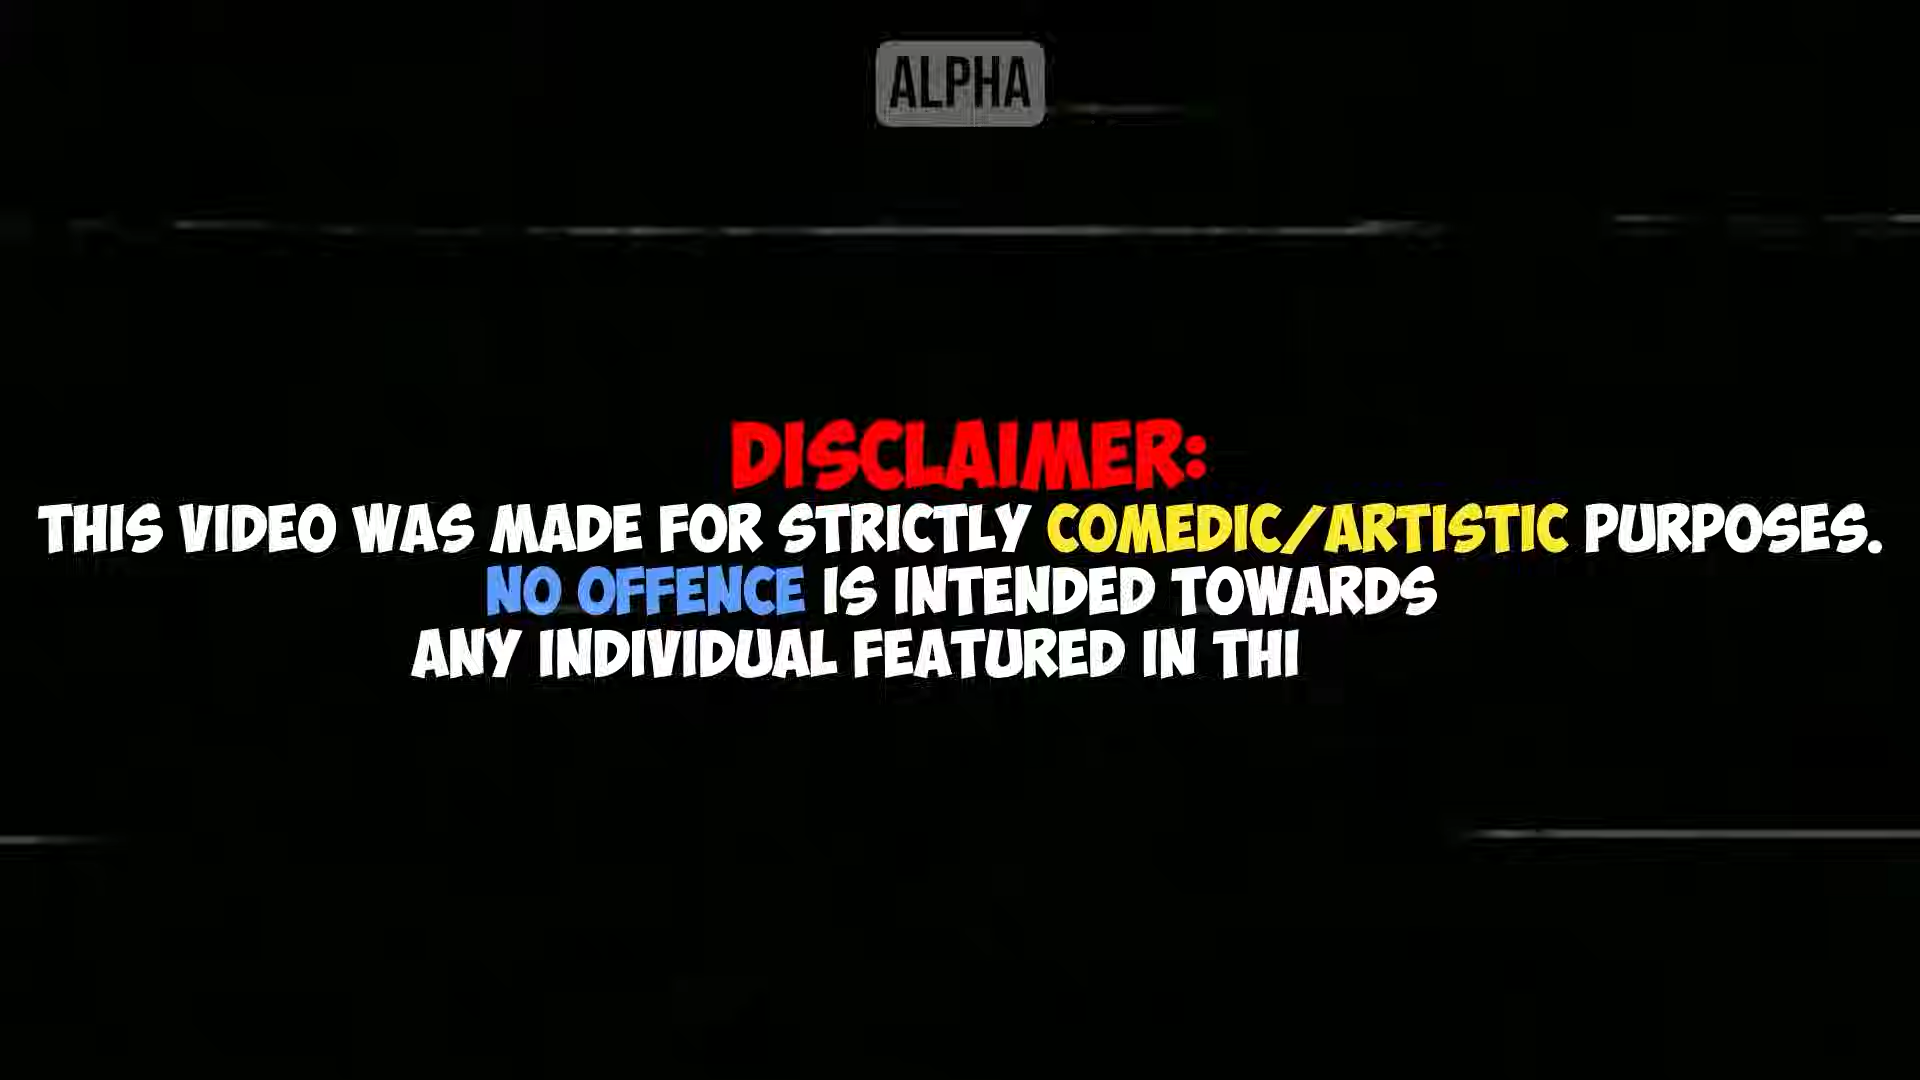 ALPHA
DISCLAIMER:
THIS VIDEO WAS MADE FOR STRICTLY COMEDIC/ARTISTIC PURPOSES.
NO OFFENCE IS INTENDED TOWARDS
ANY INDIVIDUAL FEATURED IN THI